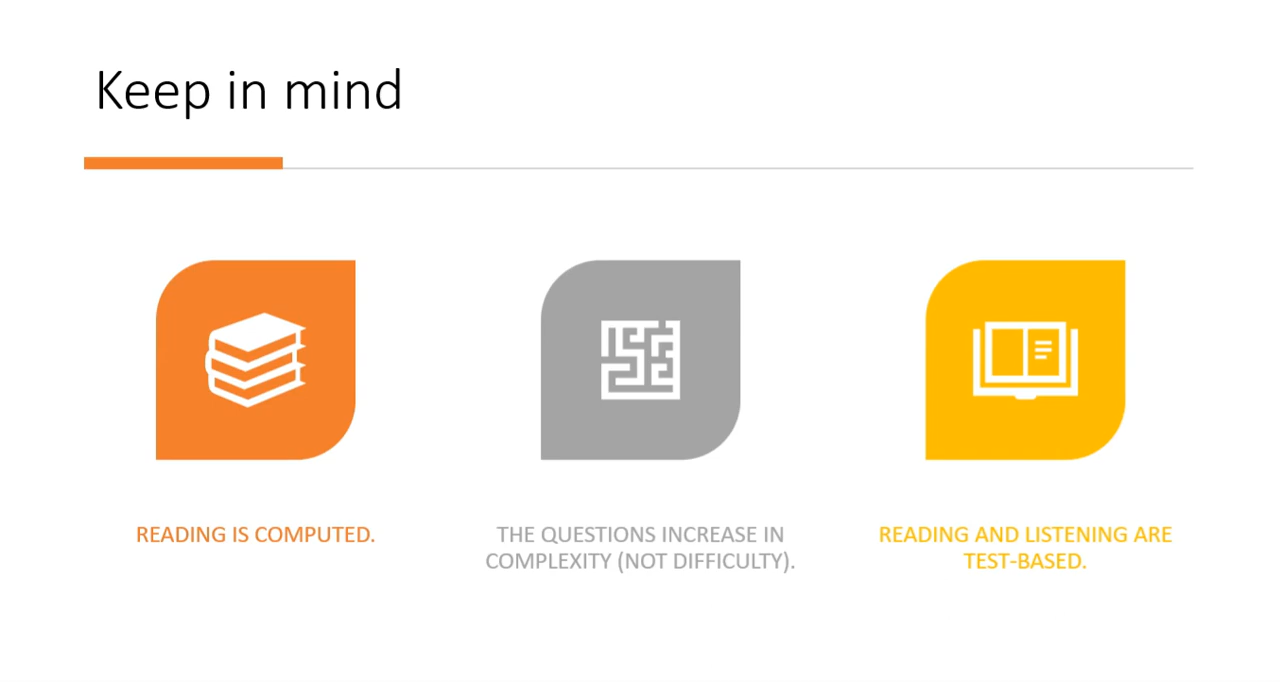 Keep in mind
READING IS COMPUTED.
THE QUESTIONS INCREASE IN
COMPLEXITY (NOT DIFFICULTY).
READING AND LISTENING ARE
TEST-BASED.